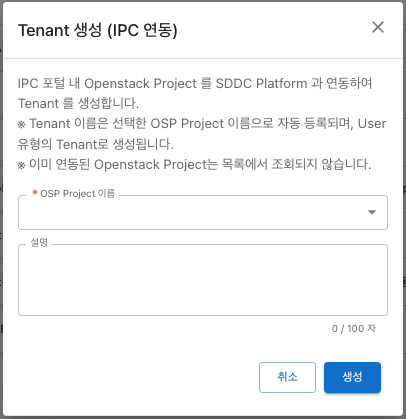 Tenant 생성 (IPC 연동)
IPC 포털 내 Openstack Project 를 SDDC Platform 과 연동하여
Tenant 를 생성합니다.
※ Tenant 이름은 선택한 OSP Project 이름으로 자동 등록되며, User
유형의 Tenant로 생성됩니다.
※ 이미 연동된 Openstack Project는 목록에서 조회되지 않습니다.
* OSP Project 이름
설명
0 / 100 자
취소
생성